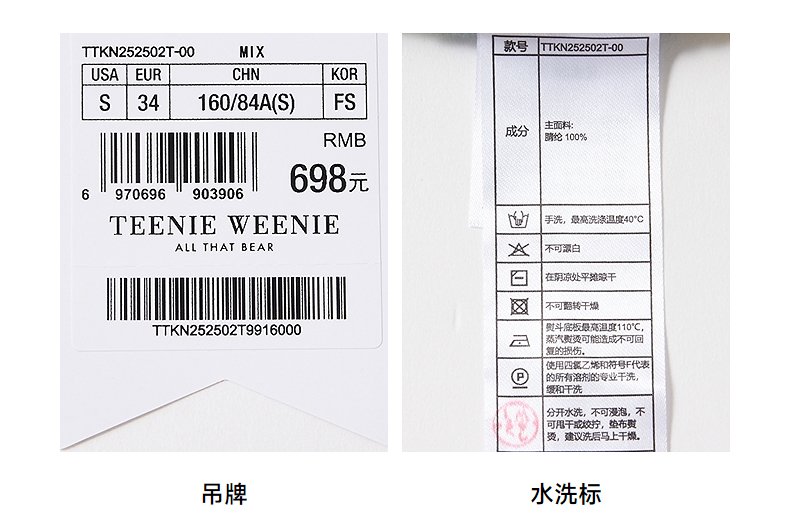 TTKN252502T-00 MIX
USA EUR CHN KOR
S 34 160/84A(S) FS
RMB
698元
6 970696 903906
TEENIE WEENIE
ALL THAT BEAR
TTKN252502T9916000
吊牌
款号 TTKN252502T-00
成分
主面料:
腈纶 100%
手洗，最高洗涤温度40°C
不可漂白
在阴凉处平摊晾干
不可翻转干燥
熨斗底板最高温度110℃，
蒸汽熨烫可能造成不可回
复的损伤。
使用四氯乙烯和符号F代表
的所有溶剂的专业干洗，
缓和干洗
分开水洗，不可浸泡，不
可甩干或绞拧，垫布熨
烫，建议洗后马上干燥。
水洗标